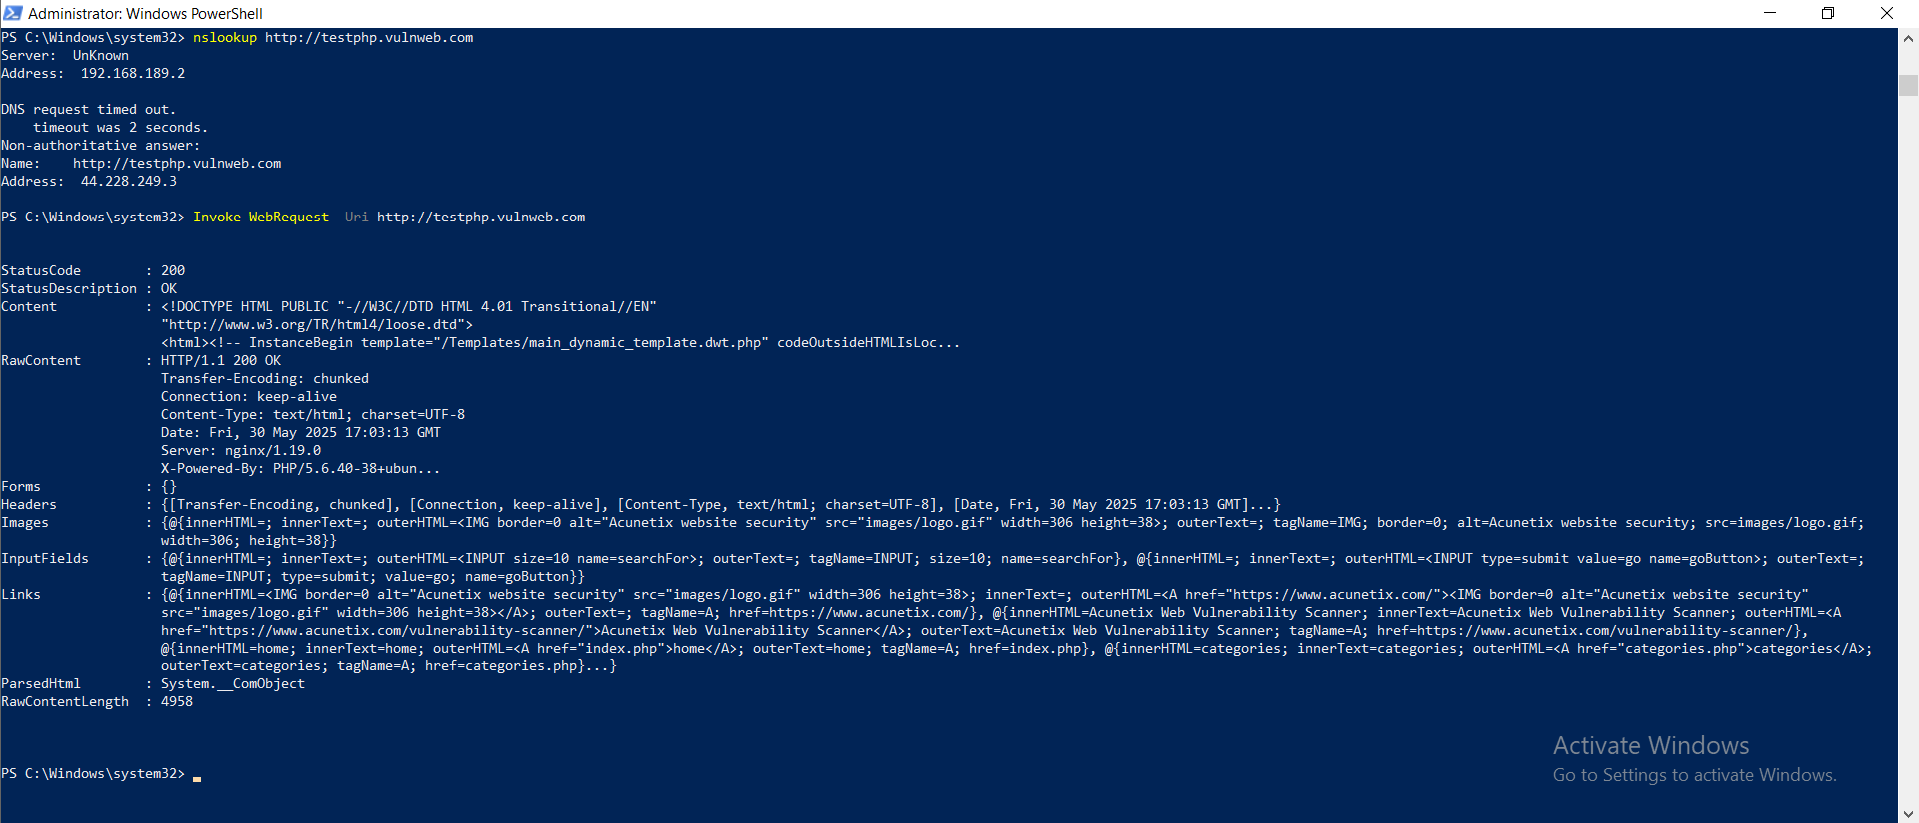 Administrator: Windows PowerShell
PS C:\Windows\system32> nslookup http://testphp.vulnweb.com
Server:  UnKnown
Address:  192.168.189.2
DNS request timed out.
    timeout was 2 seconds.
Non-authoritative answer:
Name:    http://testphp.vulnweb.com
Address:  44.228.249.3
PS C:\Windows\system32> Invoke WebRequest  Uri http://testphp.vulnweb.com
StatusCode        : 200
StatusDescription : OK
Content           : <!DOCTYPE HTML PUBLIC "-//W3C//DTD HTML 4.01 Transitional//EN"
                    "http://www.w3.org/TR/html4/loose.dtd">
                    <html><!-- InstanceBegin template="/Templates/main_dynamic_template.dwt.php" codeOutsideHTMLIsLoc...
RawContent        : HTTP/1.1 200 OK
                    Transfer-Encoding: chunked
                    Connection: keep-alive
                    Content-Type: text/html; charset=UTF-8
                    Date: Fri, 30 May 2025 17:03:13 GMT
                    Server: nginx/1.19.0
                    X-Powered-By: PHP/5.6.40-38+ubun...
Forms             : {}
Headers           : {[Transfer-Encoding, chunked], [Connection, keep-alive], [Content-Type, text/html; charset=UTF-8], [Date, Fri, 30 May 2025 17:03:13 GMT]...}
Images            : {@{innerHTML=; innerText=; outerHTML=<IMG border=0 alt="Acunetix website security" src="images/logo.gif" width=306 height=38>; outerText=; tagName=IMG; border=0; alt=Acunetix website security; src=images/logo.gif;
                    width=306; height=38}}
InputFields       : {@{innerHTML=; innerText=; outerHTML=<INPUT size=10 name=searchFor>; outerText=; tagName=INPUT; size=10; name=searchFor}, @{innerHTML=; innerText=; outerHTML=<INPUT type=submit value=go name=goButton>; outerText=;
                    tagName=INPUT; type=submit; value=go; name=goButton}}
Links             : {@{innerHTML=<IMG border=0 alt="Acunetix website security" src="images/logo.gif" width=306 height=38>; innerText=; outerHTML=<A href="https://www.acunetix.com/"><IMG border=0 alt="Acunetix website security"
                    src="images/logo.gif" width=306 height=38></A>; outerText=; tagName=A; href=https://www.acunetix.com/}, @{innerHTML=Acunetix Web Vulnerability Scanner; innerText=Acunetix Web Vulnerability Scanner; outerHTML=<A
                    href="https://www.acunetix.com/vulnerability-scanner/">Acunetix Web Vulnerability Scanner</A>; outerText=Acunetix Web Vulnerability Scanner; tagName=A; href=https://www.acunetix.com/vulnerability-scanner/},
                    @{innerHTML=home; innerText=home; outerHTML=<A href="index.php">home</A>; outerText=home; tagName=A; href=index.php}, @{innerHTML=categories; innerText=categories; outerHTML=<A href="categories.php">categories</A>;
                    outerText=categories; tagName=A; href=categories.php}...}
ParsedHtml        : System.__ComObject
RawContentLength  : 4958
PS C:\Windows\system32>
Activate Windows
Go to Settings to activate Windows.